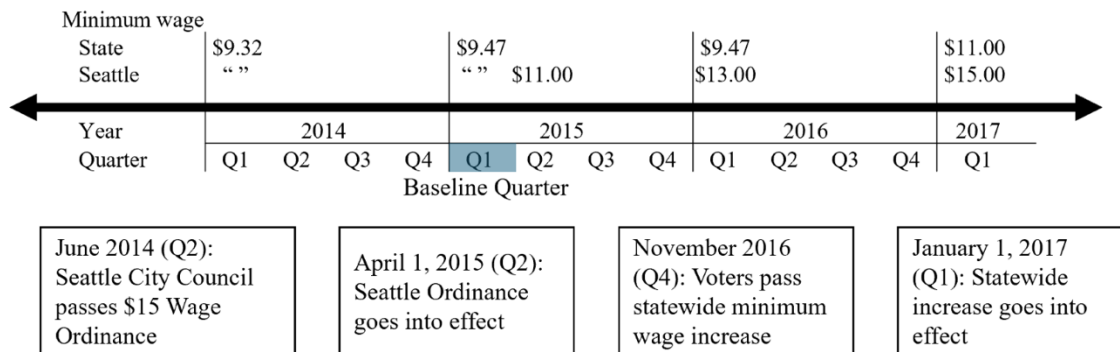 Minimum wage
State $9.32 $9.47 $9.47 $11.00
Seattle “ ” “ ” $11.00 $13.00 $15.00
Year 2014 2015 2016 2017
Quarter Q1 Q2 Q3 Q4 Q1 Q2 Q3 Q4 Q1 Q2 Q3 Q4 Q1
Baseline Quarter
June 2014 (Q2):
Seattle City Council
passes $15 Wage
Ordinance
April 1, 2015 (Q2):
Seattle Ordinance
goes into effect
November 2016
(Q4): Voters pass
statewide minimum
wage increase
January 1, 2017
(Q1): Statewide
increase goes into
effect